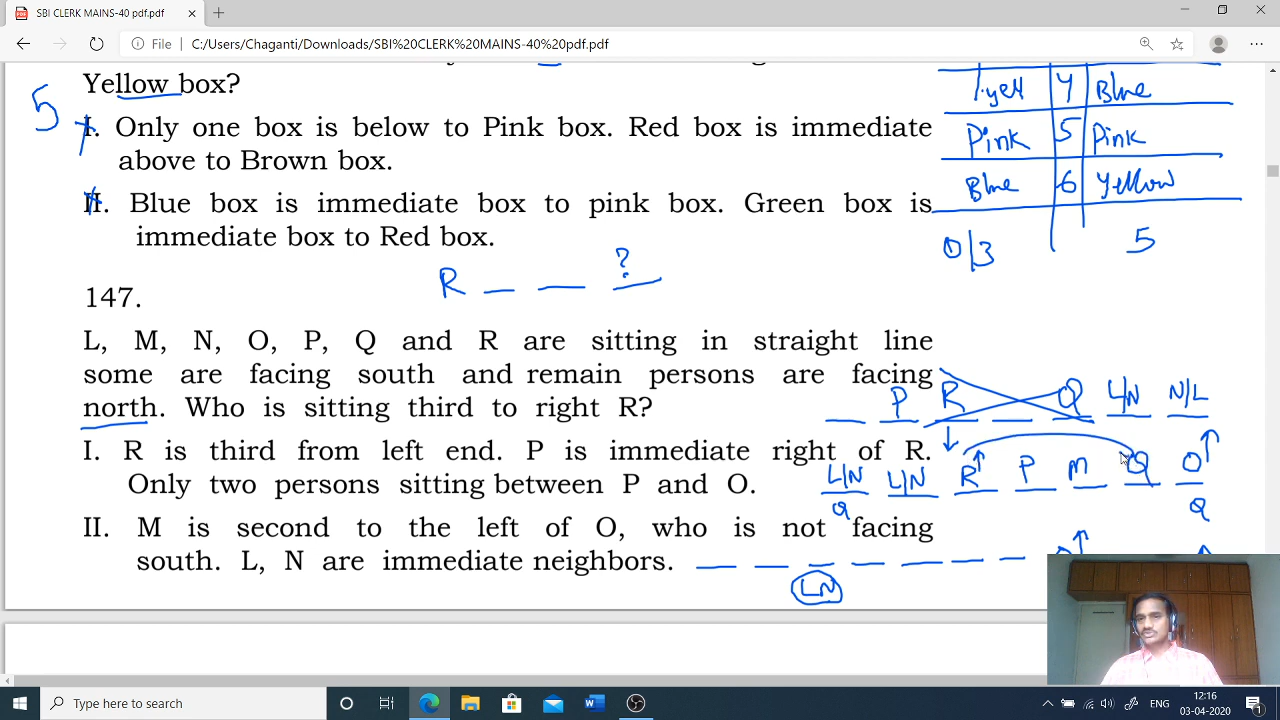 SBI CLERK MAINS-40 pdf.pdf
File | C:/Users/Chaganti/Downloads/SBI%20CLERK%20MAINS-40%20pdf.pdf
Yellow box?
5
I. Only one box is below to Pink box. Red box is immediate
above to Brown box.
II. Blue box is immediate box to pink box. Green box is
immediate box to Red box.
yell 4 Blue
Pink 5 Pink
Blue 6 Yellow
0/3 5
R _ _ ?
147.
L, M, N, O, P, Q and R are sitting in straight line
some are facing south and remain persons are facing
north. Who is sitting third to right R?
I. R is third from left end. P is immediate right of R.
Only two persons sitting between P and O.
II. M is second to the left of O, who is not facing
south. L, N are immediate neighbors.
P R Q L/N N/L
L/N L/N R P M Q O
Q Q
LN
Type here to search
ENG
12:16
03-04-2020